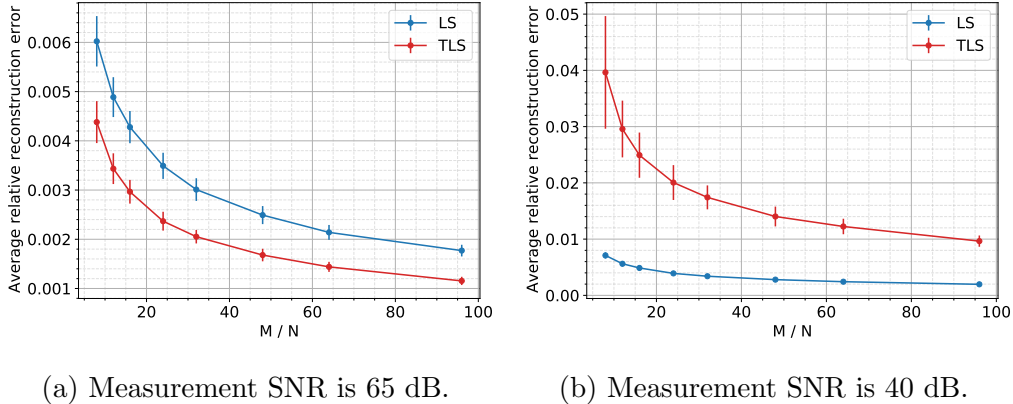 Average relative reconstruction error
0.006
0.005
0.004
0.003
0.002
0.001
20
40
60
80
100
M / N
LS
TLS
(a) Measurement SNR is 65 dB.
Average relative reconstruction error
0.05
0.04
0.03
0.02
0.01
0.00
20
40
60
80
100
M / N
LS
TLS
(b) Measurement SNR is 40 dB.